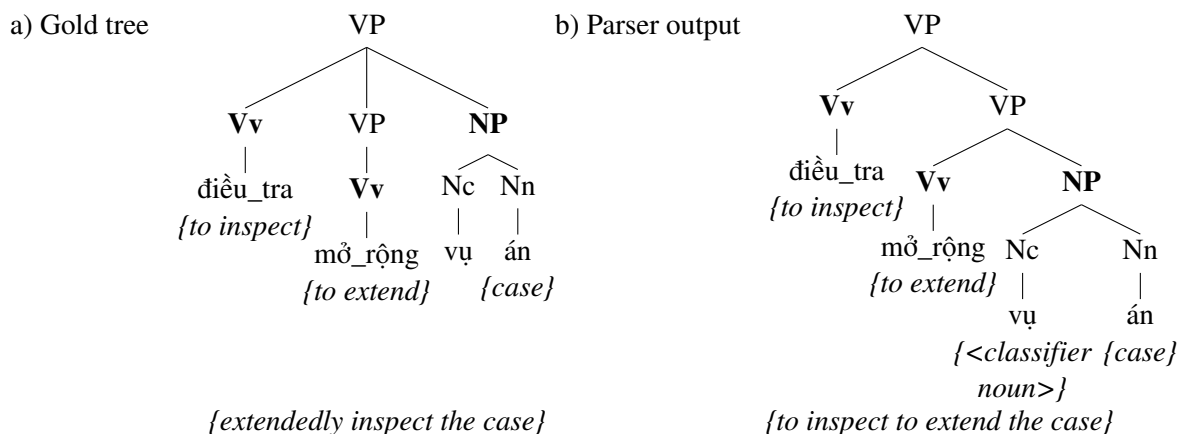 a) Gold tree
VP
Vv VP NP
điều_tra
{to inspect}
Vv Nc Nn
mở_rộng
{to extend}
vụ án
{case}
{extendedly inspect the case}
b) Parser output
VP
Vv VP
điều_tra
{to inspect}
Vv NP
mở_rộng
{to extend}
Nc Nn
vụ án
{<classifier {case}
noun>}
{to inspect to extend the case}